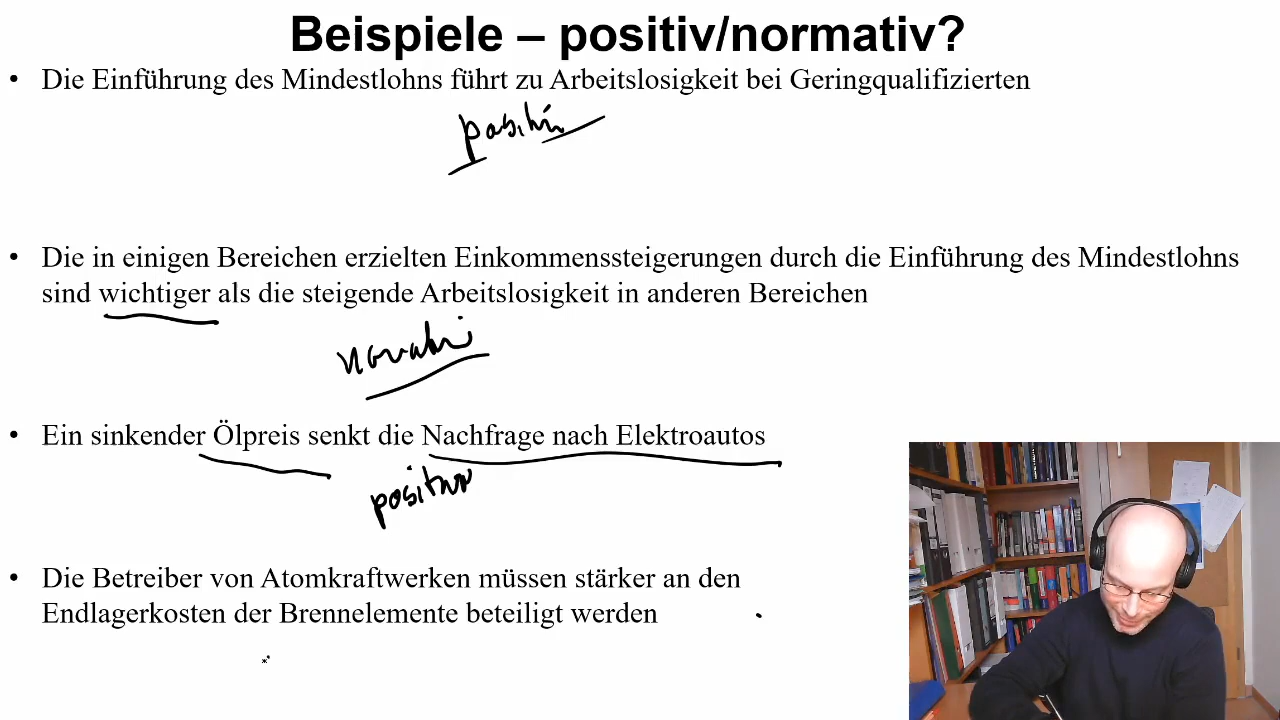 Beispiele – positiv/normativ?
• Die Einführung des Mindestlohns führt zu Arbeitslosigkeit bei Geringqualifizierten
positiv
• Die in einigen Bereichen erzielten Einkommenssteigerungen durch die Einführung des Mindestlohns
sind wichtiger als die steigende Arbeitslosigkeit in anderen Bereichen
• Ein sinkender Ölpreis senkt die Nachfrage nach Elektroautos
positiv
• Die Betreiber von Atomkraftwerken müssen stärker an den
Endlagerkosten der Brennelemente beteiligt werden